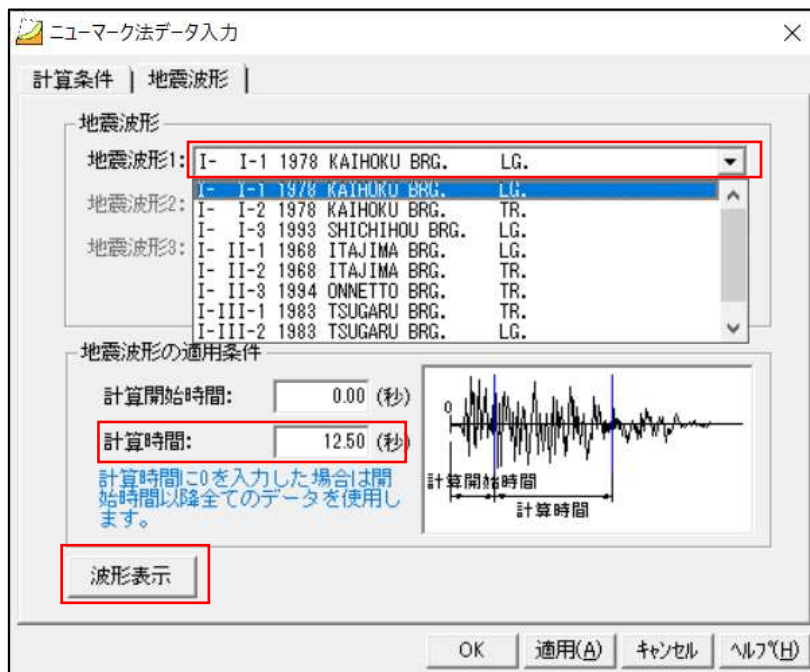 ニューマーク法データ入力
計算条件 地震波形
地震波形
地震波形1: I- I-1 1978 KAIHOKU BRG. LG.
I- I-1 1978 KAIHOKU BRG. LG.
地震波形2: I- I-2 1978 KAIHOKU BRG. TR.
I- I-3 1993 SHICHIHOU BRG. LG.
地震波形3: I- II-1 1968 ITAJIMA BRG. LG.
I- II-2 1968 ITAJIMA BRG. TR.
I- II-3 1994 ONNETTO BRG. TR.
I-III-1 1983 TSUGARU BRG. TR.
I-III-2 1983 TSUGARU BRG. LG.
地震波形の適用条件
計算開始時間: 0.00 (秒)
計算時間: 12.50 (秒)
計算時間に0を入力した場合は開
始時間以降全てのデータを使用し
ます。
0
計算開始時間
計算時間
波形表示
OK 適用(A) キャンセル ヘルプ(H)